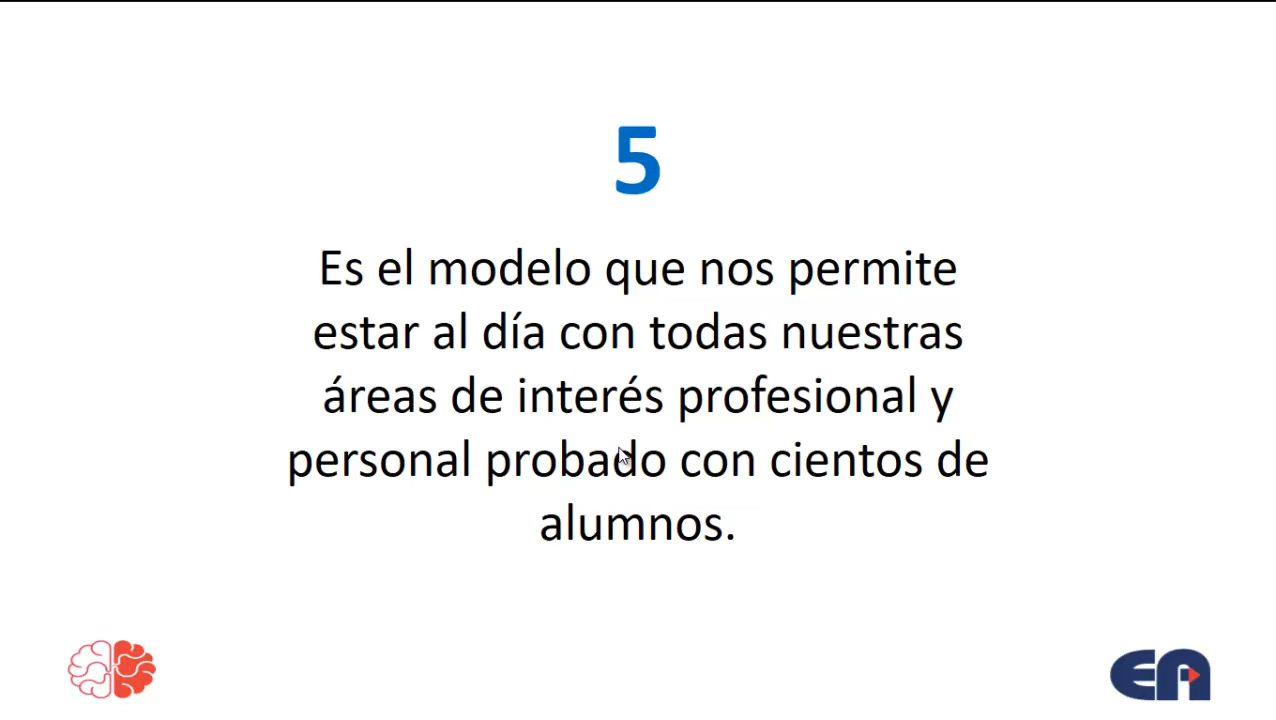 5
Es el modelo que nos permite
estar al día con todas nuestras
áreas de interés profesional y
personal probado con cientos de
alumnos.
EA